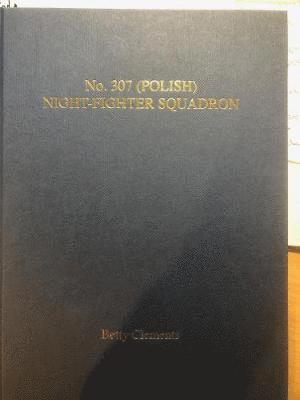 No. 307 (POLISH)
NIGHT-FIGHTER SQUADRON
Betty Clements